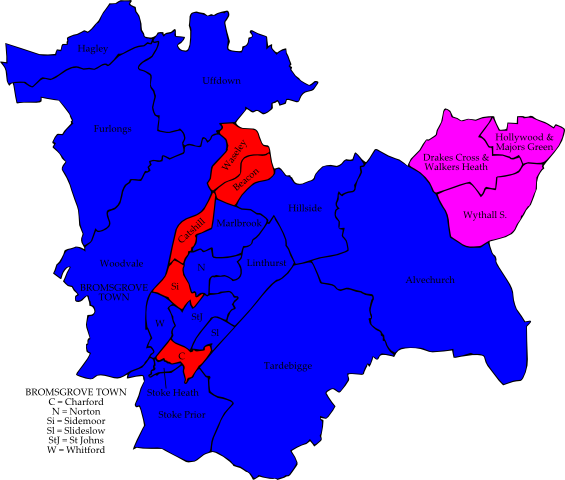 Hagley
Uffdown
Furlongs
Hollywood &
Majors Green
Drakes Cross &
Walkers Heath
Waseley
Beacon
Wythall S.
Hillside
Catshill
Marlbrook
Linthurst
Woodvale
N
Alvechurch
Si
BROMSGROVE
TOWN
StJ
W
Sl
C
Tardebigge
Stoke Heath
Stoke Prior
BROMSGROVE TOWN
C = Charford
N = Norton
Si = Sidemoor
Sl = Slideslow
StJ = St Johns
W = Whitford